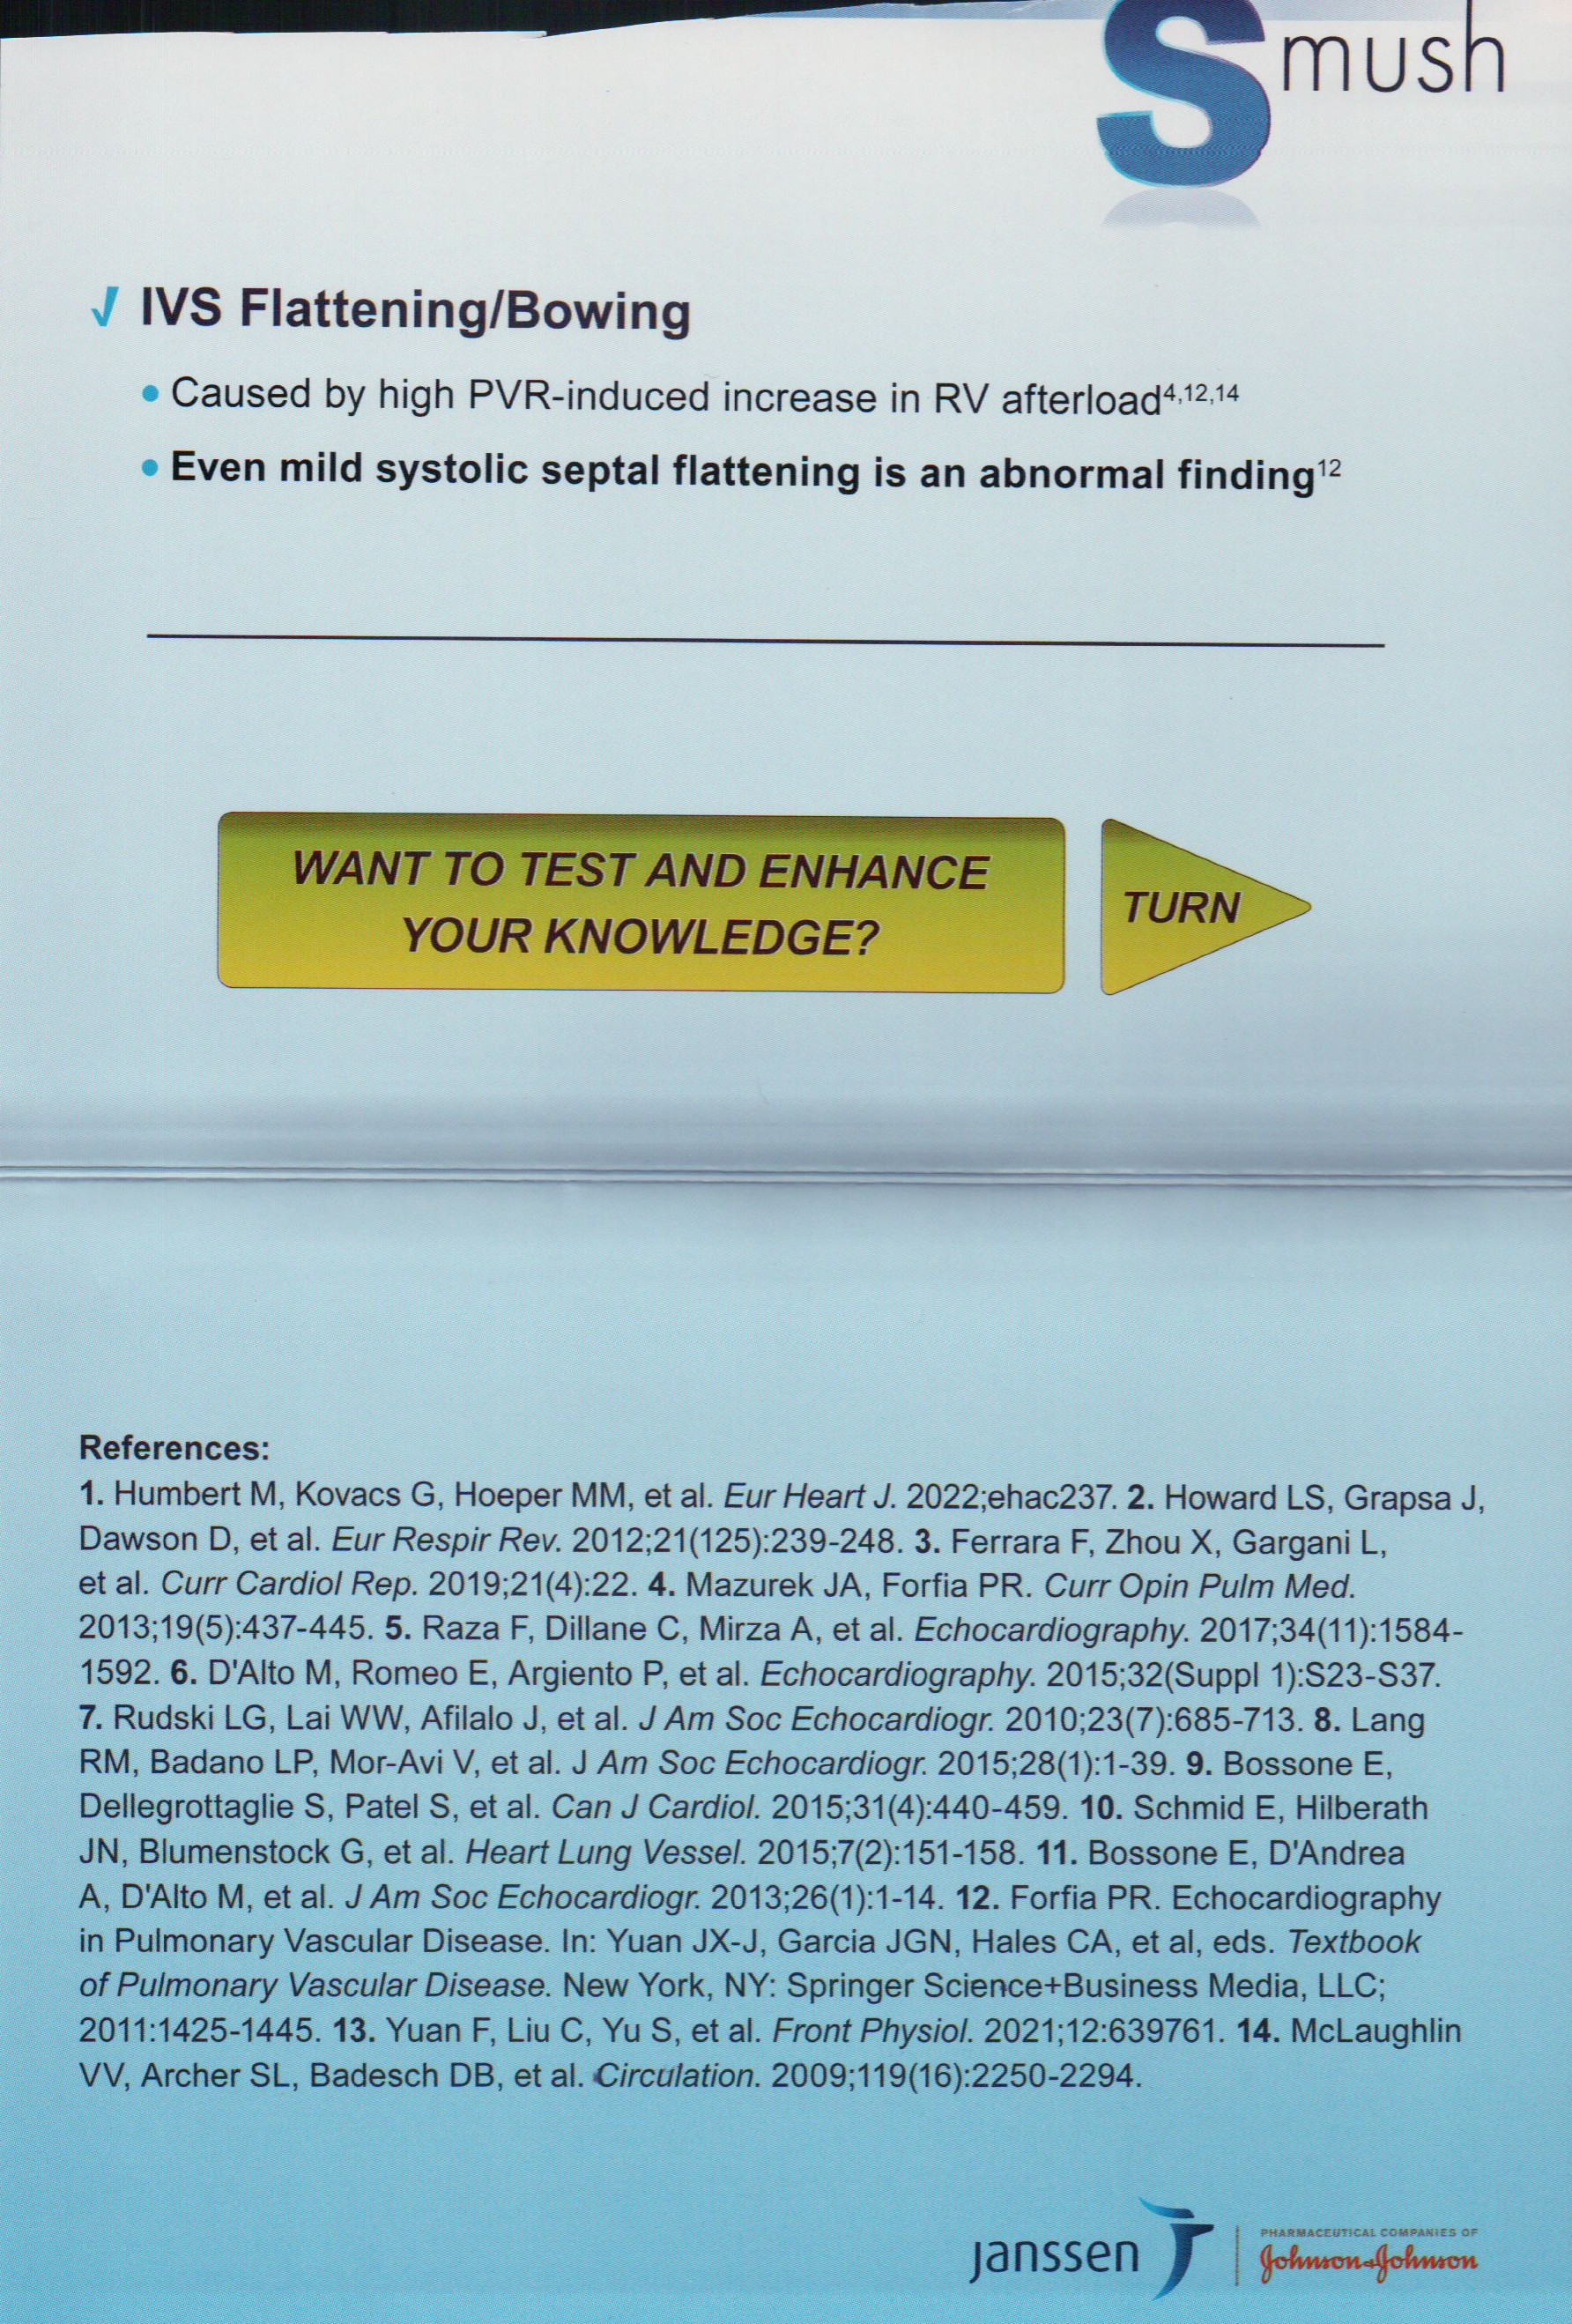 Smush
✓ IVS Flattening/Bowing
• Caused by high PVR-induced increase in RV afterload4,12,14
• Even mild systolic septal flattening is an abnormal finding12
WANT TO TEST AND ENHANCE
YOUR KNOWLEDGE?
TURN
References:
1. Humbert M, Kovacs G, Hoeper MM, et al. Eur Heart J. 2022;ehac237. 2. Howard LS, Grapsa J,
Dawson D, et al. Eur Respir Rev. 2012;21(125):239-248. 3. Ferrara F, Zhou X, Gargani L,
et al. Curr Cardiol Rep. 2019;21(4):22. 4. Mazurek JA, Forfia PR. Curr Opin Pulm Med.
2013;19(5):437-445. 5. Raza F, Dillane C, Mirza A, et al. Echocardiography. 2017;34(11):1584-
1592. 6. D'Alto M, Romeo E, Argiento P, et al. Echocardiography. 2015;32(Suppl 1):S23-S37.
7. Rudski LG, Lai WW, Afilalo J, et al. J Am Soc Echocardiogr. 2010;23(7):685-713. 8. Lang
RM, Badano LP, Mor-Avi V, et al. J Am Soc Echocardiogr. 2015;28(1):1-39. 9. Bossone E,
Dellegrottaglie S, Patel S, et al. Can J Cardiol. 2015;31(4):440-459. 10. Schmid E, Hilberath
JN, Blumenstock G, et al. Heart Lung Vessel. 2015;7(2):151-158. 11. Bossone E, D'Andrea
A, D'Alto M, et al. J Am Soc Echocardiogr. 2013;26(1):1-14. 12. Forfia PR. Echocardiography
in Pulmonary Vascular Disease. In: Yuan JX-J, Garcia JGN, Hales CA, et al, eds. Textbook
of Pulmonary Vascular Disease. New York, NY: Springer Science+Business Media, LLC;
2011:1425-1445. 13. Yuan F, Liu C, Yu S, et al. Front Physiol. 2021;12:639761. 14. McLaughlin
VV, Archer SL, Badesch DB, et al. Circulation. 2009;119(16):2250-2294.
janssen
PHARMACEUTICAL COMPANIES OF
Johnson & Johnson